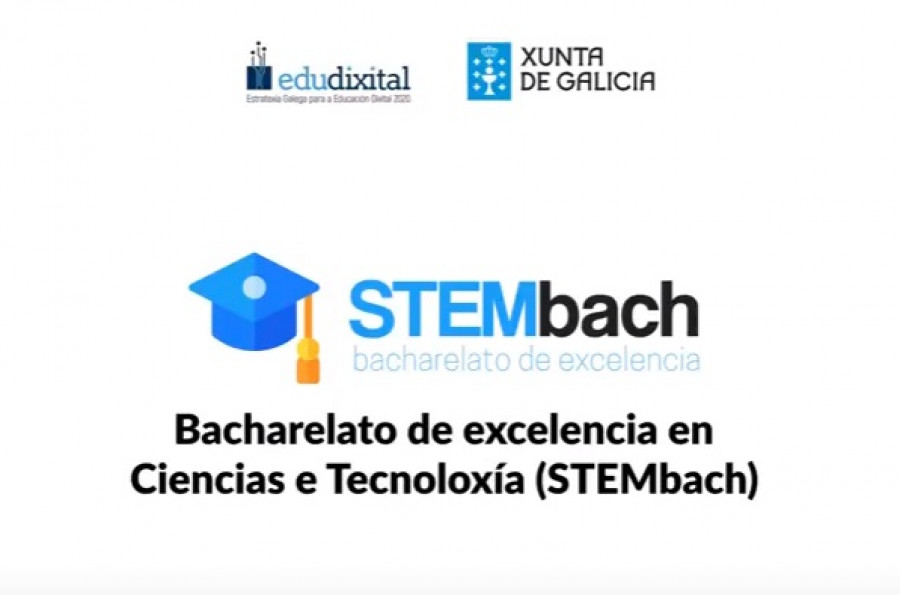 edudixital
Estratexia Galega para a Educación Dixital 2020
XUNTA
DE GALICIA
STEMbach
bacharelato de excelencia
Bacharelato de excelencia en
Ciencias e Tecnoloxía (STEMbach)